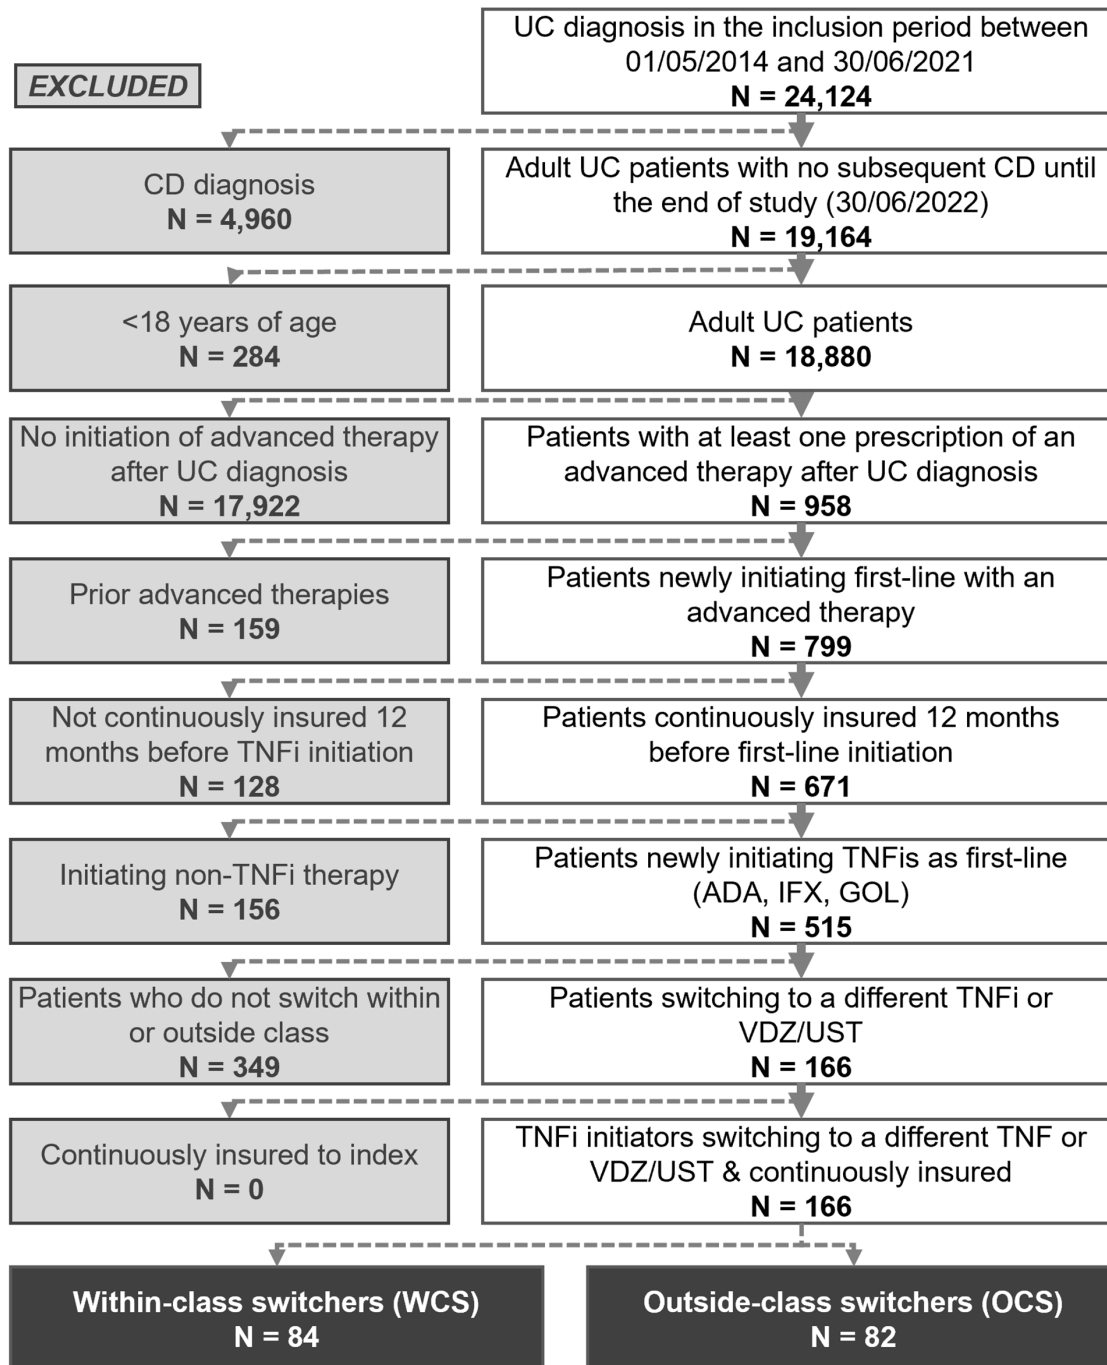 UC diagnosis in the inclusion period between
01/05/2014 and 30/06/2021
N = 24,124
EXCLUDED
CD diagnosis
N = 4,960
Adult UC patients with no subsequent CD until
the end of study (30/06/2022)
N = 19,164
<18 years of age
N = 284
Adult UC patients
N = 18,880
No initiation of advanced therapy
after UC diagnosis
N = 17,922
Patients with at least one prescription of an
advanced therapy after UC diagnosis
N = 958
Prior advanced therapies
N = 159
Patients newly initiating first-line with an
advanced therapy
N = 799
Not continuously insured 12
months before TNFi initiation
N = 128
Patients continuously insured 12 months
before first-line initiation
N = 671
Initiating non-TNFi therapy
N = 156
Patients newly initiating TNFis as first-line
(ADA, IFX, GOL)
N = 515
Patients who do not switch within
or outside class
N = 349
Patients switching to a different TNFi or
VDZ/UST
N = 166
Continuously insured to index
N = 0
TNFi initiators switching to a different TNF or
VDZ/UST & continuously insured
N = 166
Within-class switchers (WCS)
N = 84
Outside-class switchers (OCS)
N = 82